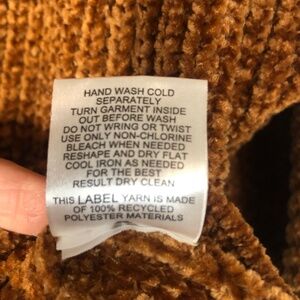 HAND WASH COLD
SEPARATELY
TURN GARMENT INSIDE
OUT BEFORE WASH
DO NOT WRING OR TWIST
USE ONLY NON-CHLORINE
BLEACH WHEN NEEDED
RESHAPE AND DRY FLAT
COOL IRON AS NEEDED
FOR THE BEST
RESULT DRY CLEAN
THIS LABEL YARN IS MADE
OF 100% RECYCLED
POLYESTER MATERIALS